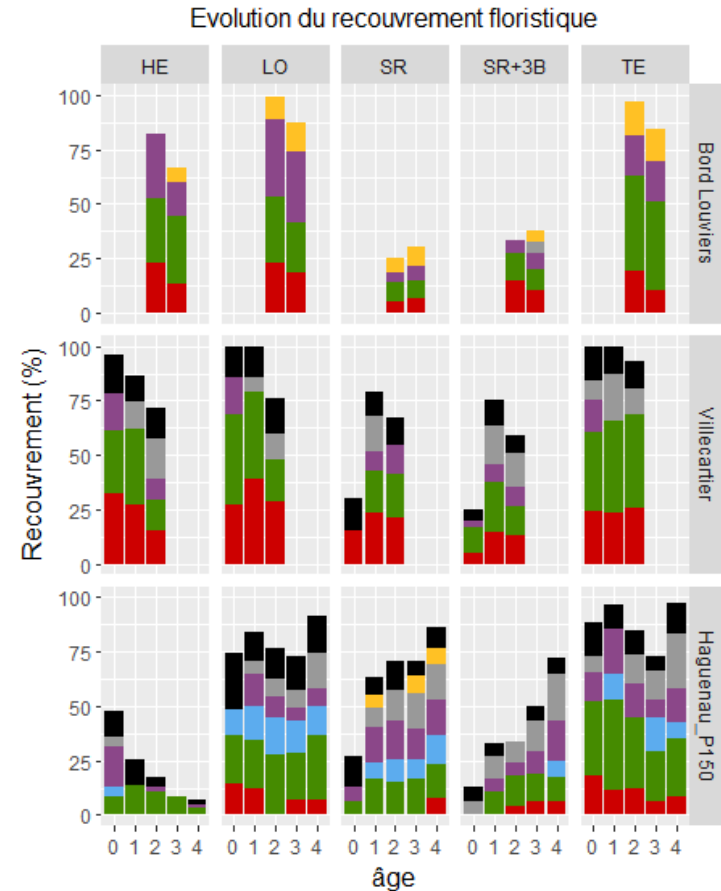 Evolution du recouvrement floristique
HE LO SR SR+3B TE
100
75
50
25
0
Bord Louviers
100
75
50
25
0
Villecartier
100
75
50
25
0
Haguenau_P150
Recouvrement (%)
0 1 2 3 4 0 1 2 3 4 0 1 2 3 4 0 1 2 3 4 0 1 2 3 4
âge